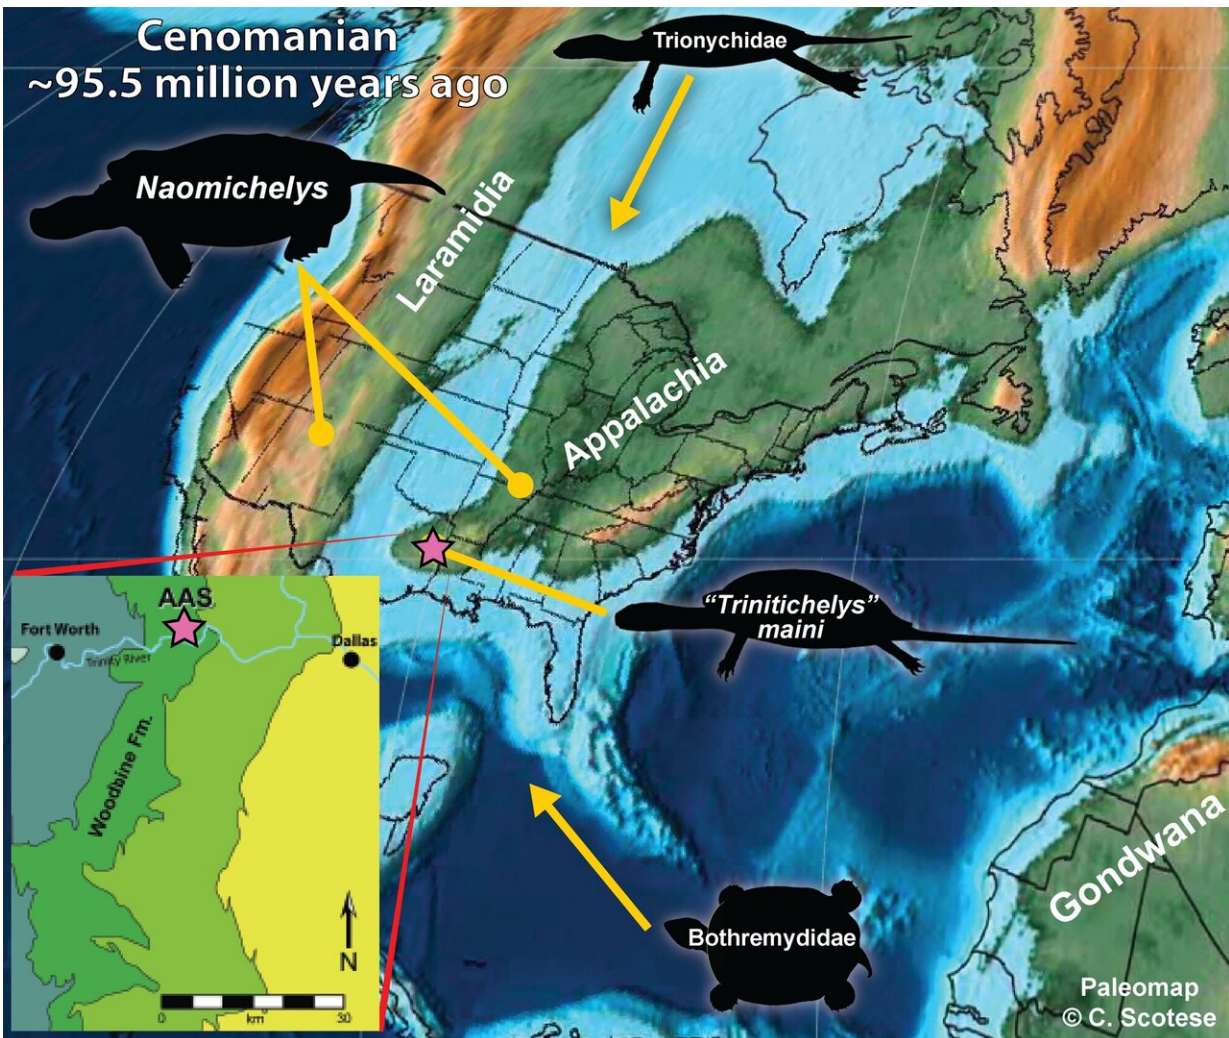 Cenomanian
~95.5 million years ago
Trionychidae
Naomichelys
Laramidia
Appalachia
"Trinitichelys"
maini
Gondwana
Bothremydidae
AAS
Fort Worth
Trinity River
Dallas
Woodbine Fm.
N
0 km 30
Paleomap
© C. Scotese